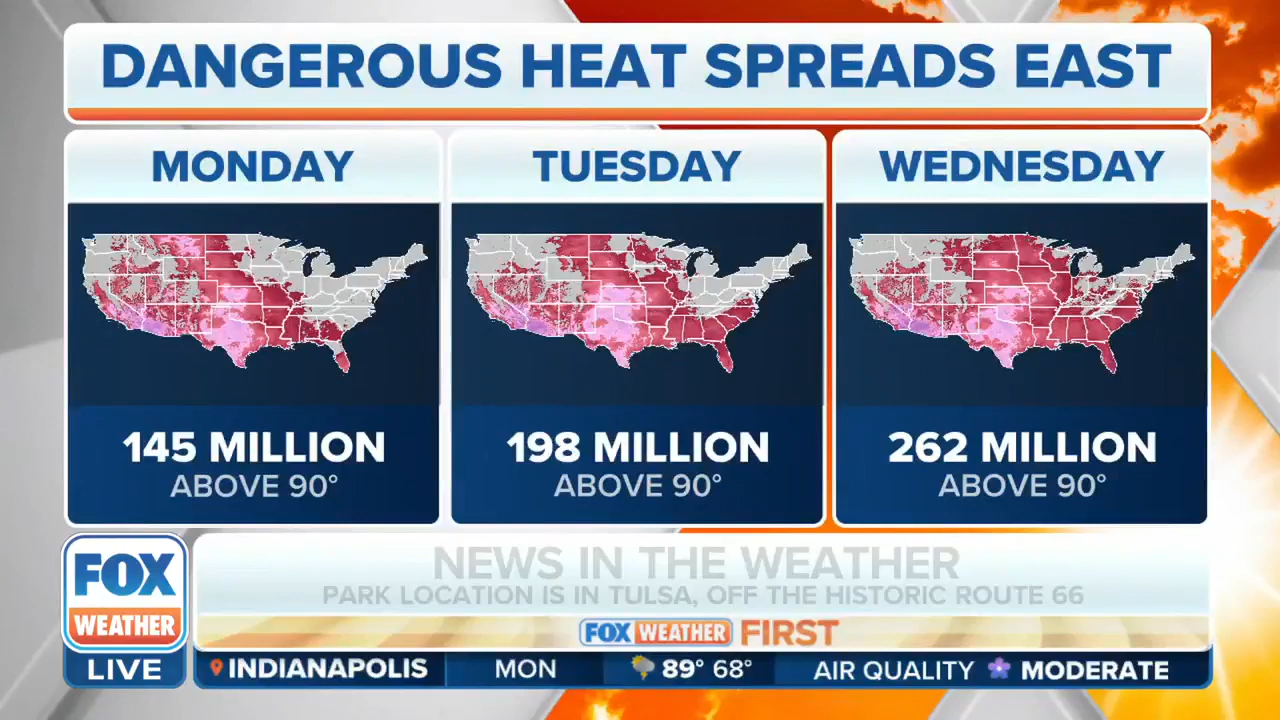 DANGEROUS HEAT SPREADS EAST
MONDAY
145 MILLION
ABOVE 90°
TUESDAY
198 MILLION
ABOVE 90°
WEDNESDAY
262 MILLION
ABOVE 90°
FOX
WEATHER
LIVE
NEWS IN THE WEATHER
PARK LOCATION IS IN TULSA, OFF THE HISTORIC ROUTE 66
FOX WEATHER FIRST
INDIANAPOLIS MON 89° 68° AIR QUALITY MODERATE